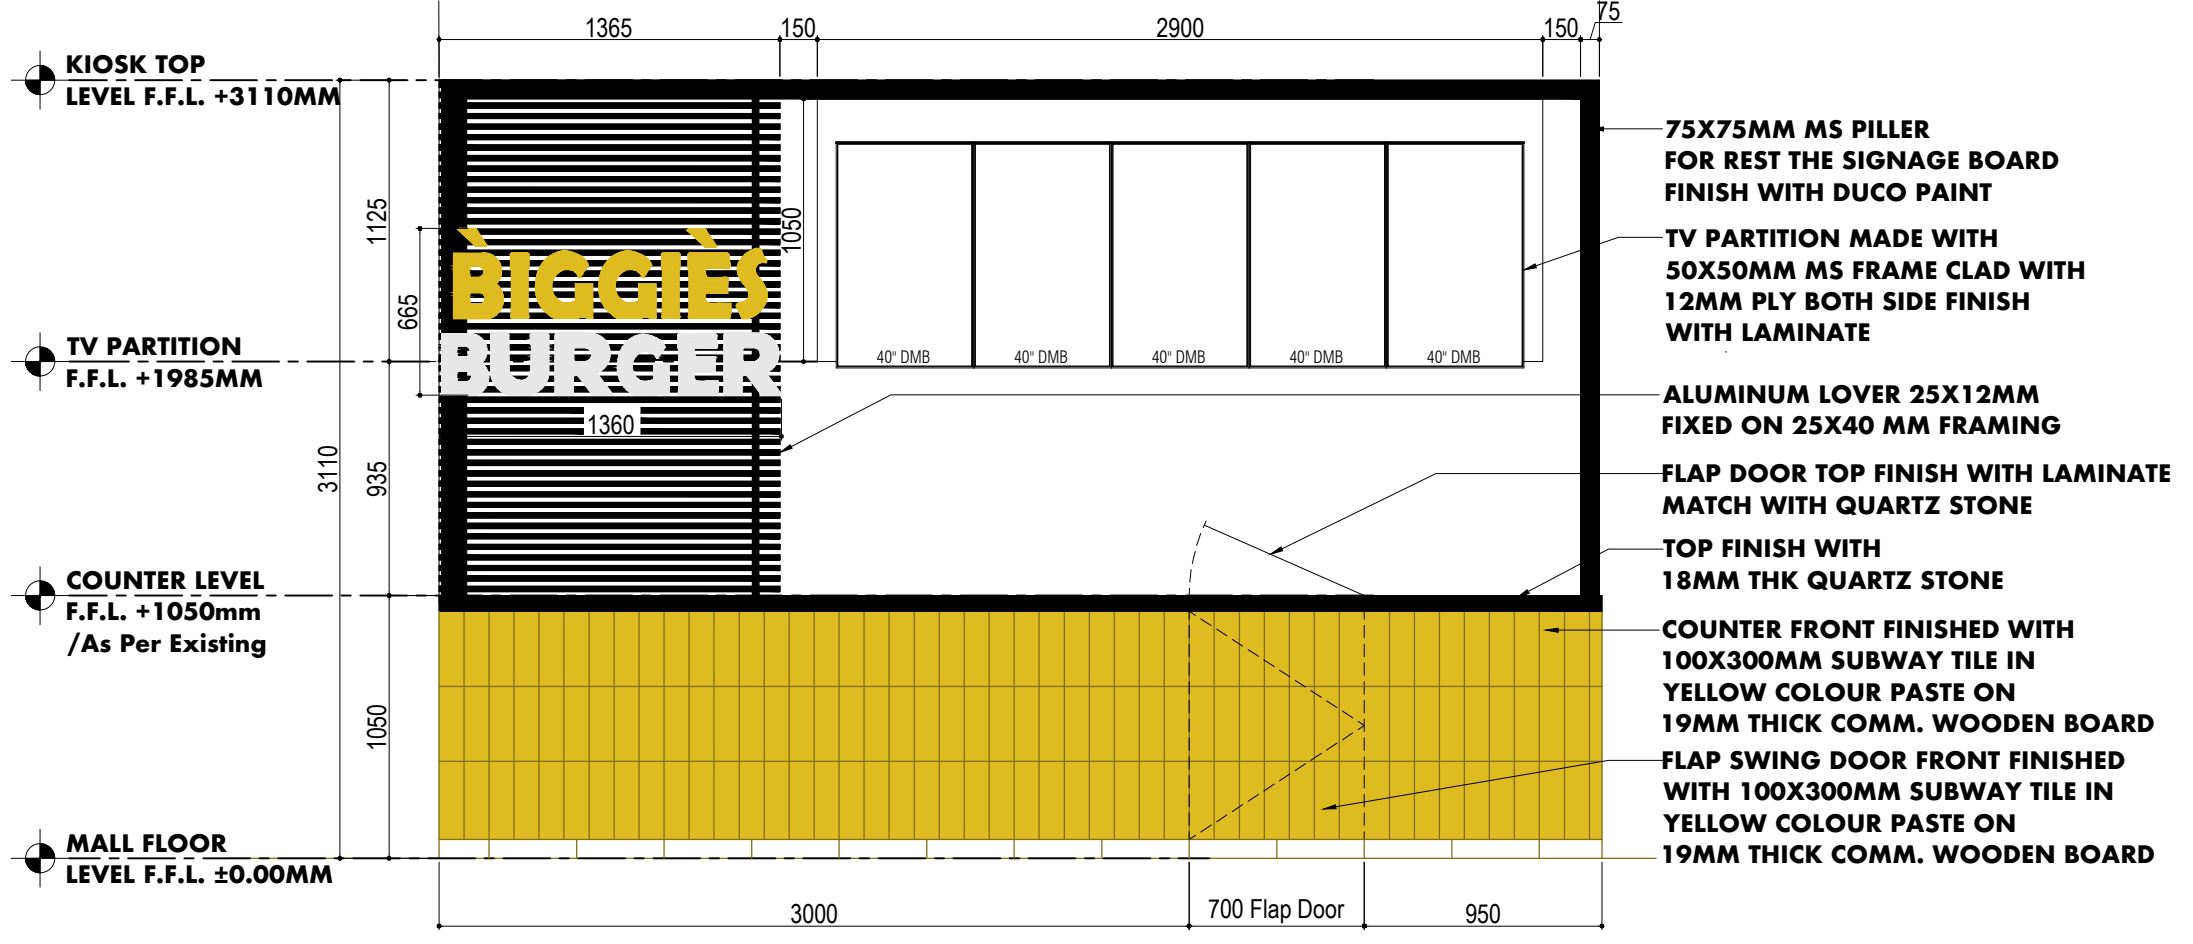 1365
150
2900
150
75
KIOSK TOP
LEVEL F.F.L. +3110MM
1125
1050
665
3110
935
1050
BÌGGIÈS
BURGER
1360
40" DMB
40" DMB
40" DMB
40" DMB
40" DMB
TV PARTITION
F.F.L. +1985MM
COUNTER LEVEL
F.F.L. +1050mm
/As Per Existing
MALL FLOOR
LEVEL F.F.L. ±0.00MM
75X75MM MS PILLER
FOR REST THE SIGNAGE BOARD
FINISH WITH DUCO PAINT
TV PARTITION MADE WITH
50X50MM MS FRAME CLAD WITH
12MM PLY BOTH SIDE FINISH
WITH LAMINATE
ALUMINUM LOVER 25X12MM
FIXED ON 25X40 MM FRAMING
FLAP DOOR TOP FINISH WITH LAMINATE
MATCH WITH QUARTZ STONE
TOP FINISH WITH
18MM THK QUARTZ STONE
COUNTER FRONT FINISHED WITH
100X300MM SUBWAY TILE IN
YELLOW COLOUR PASTE ON
19MM THICK COMM. WOODEN BOARD
FLAP SWING DOOR FRONT FINISHED
WITH 100X300MM SUBWAY TILE IN
YELLOW COLOUR PASTE ON
19MM THICK COMM. WOODEN BOARD
3000
700 Flap Door
950